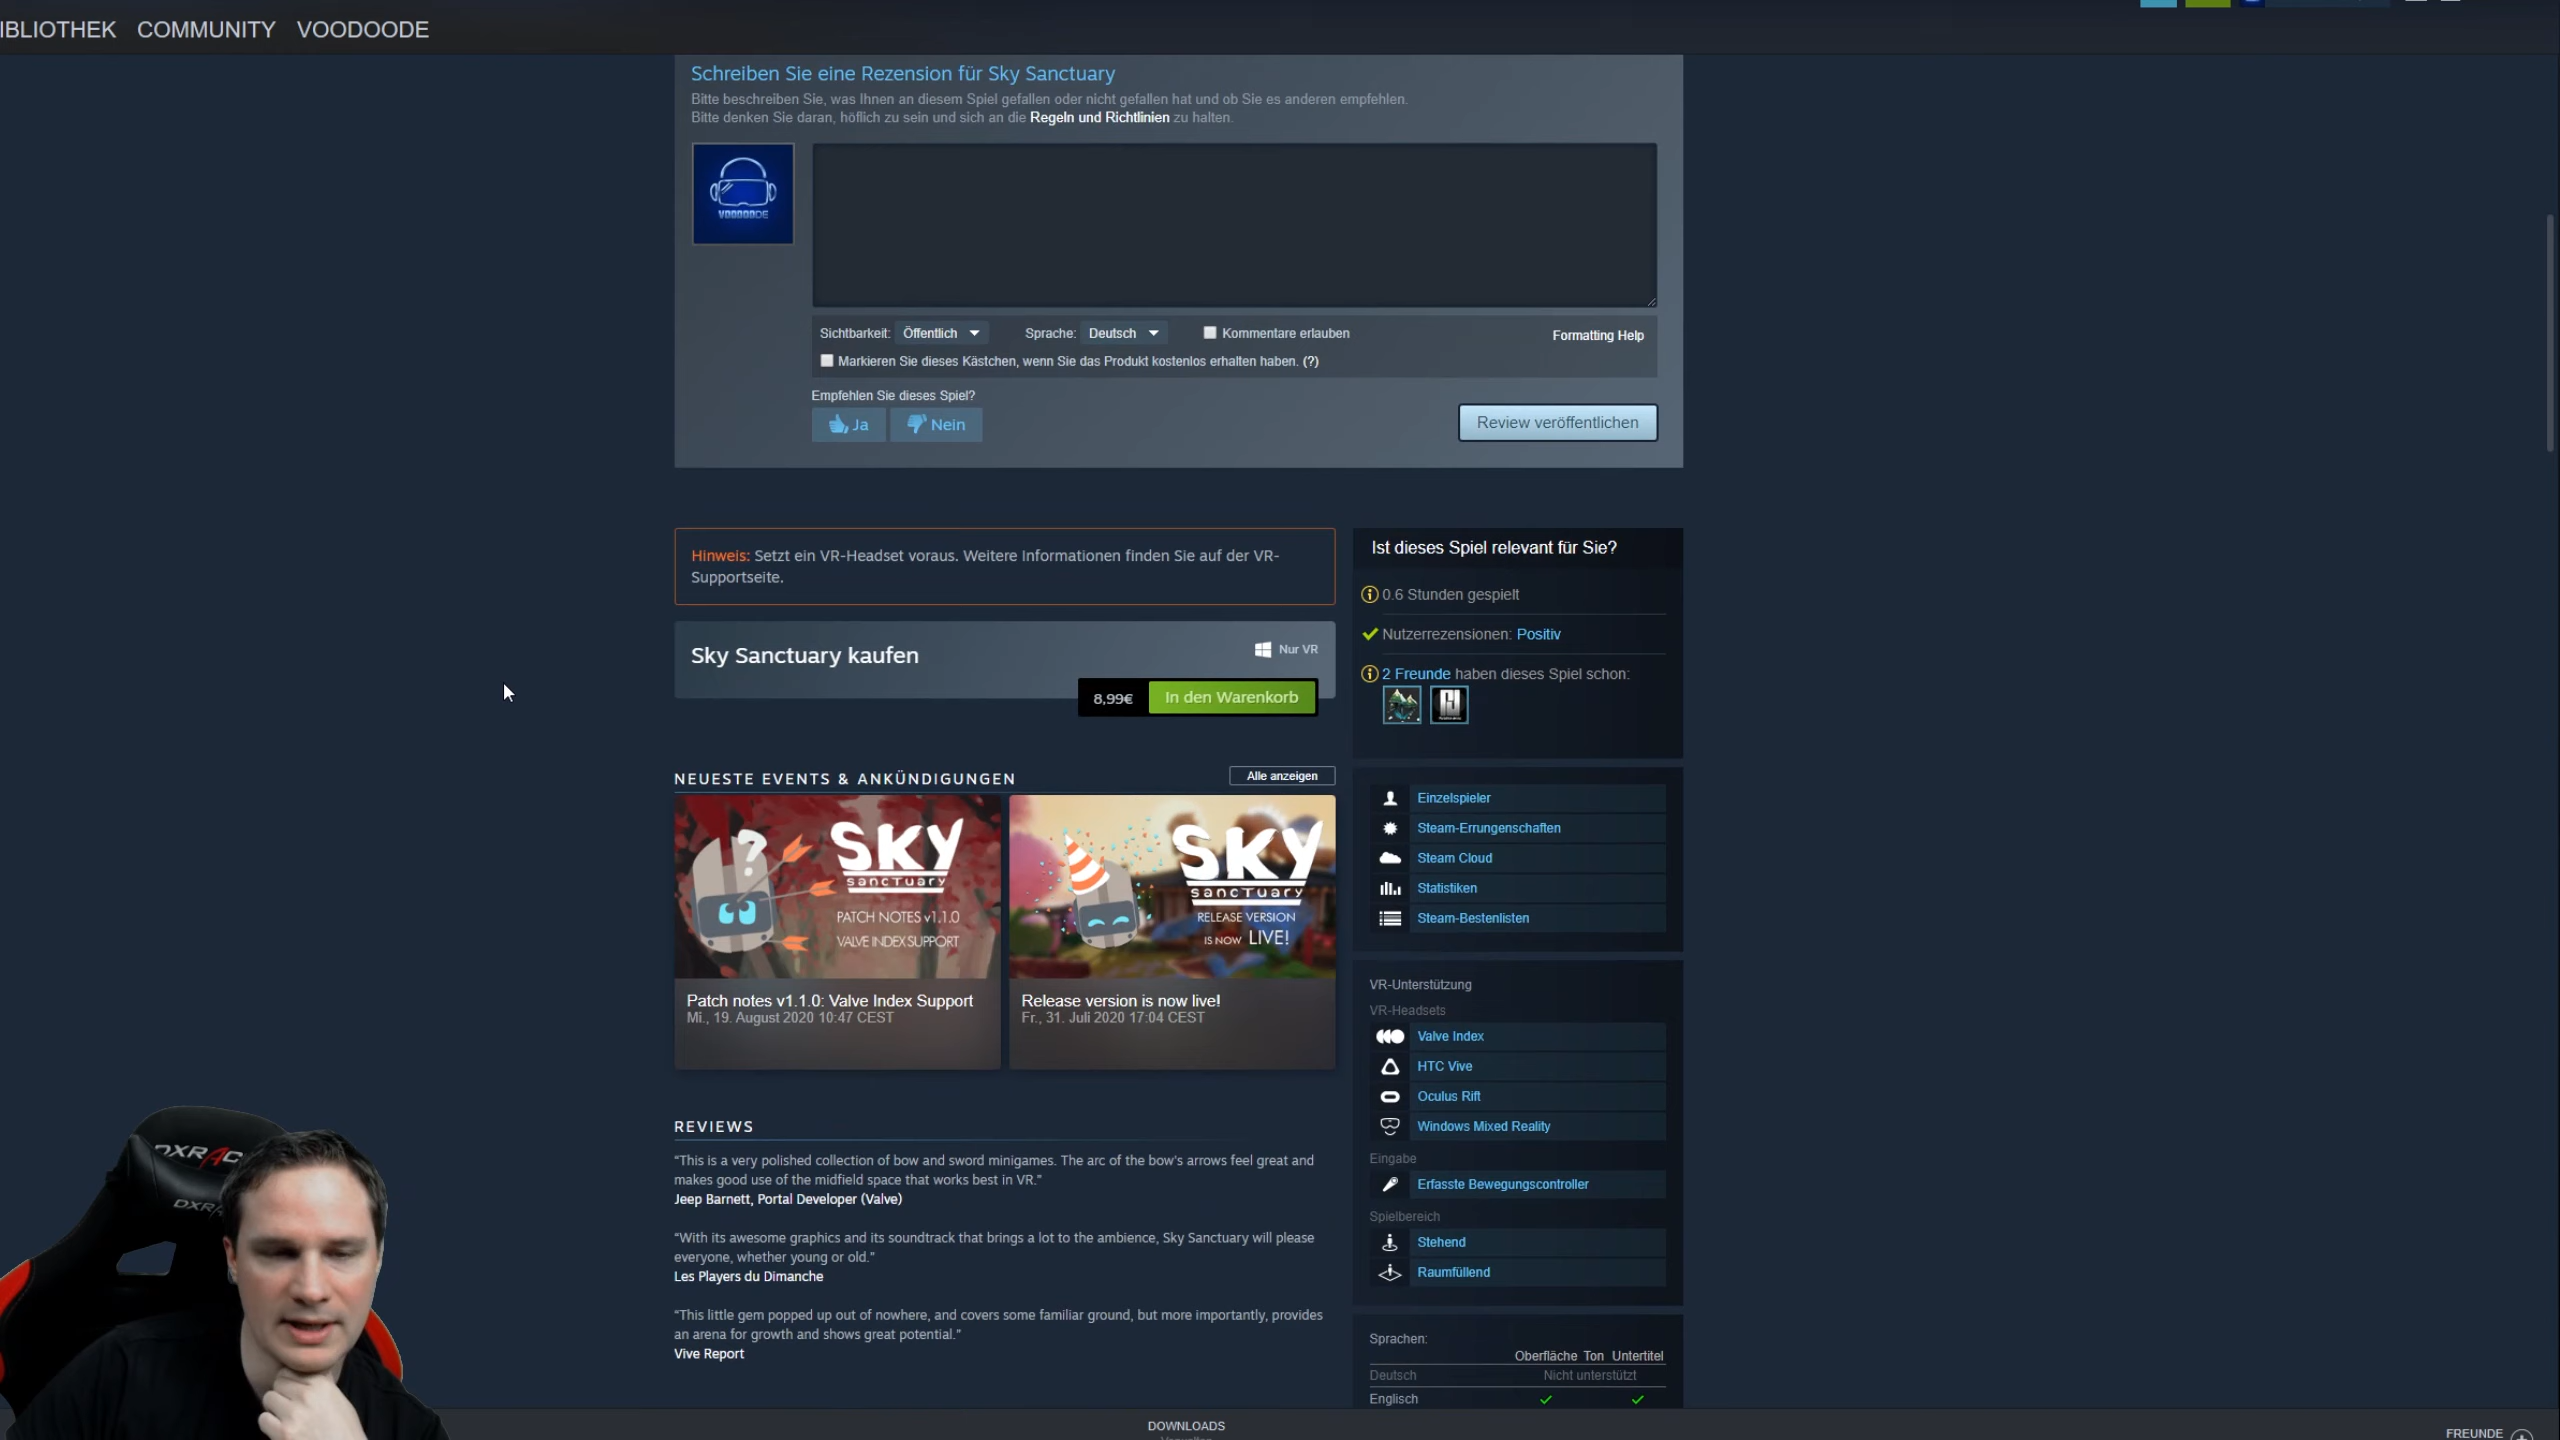 IBLIOTHEK COMMUNITY VOODOODE
Schreiben Sie eine Rezension für Sky Sanctuary
Bitte beschreiben Sie, was Ihnen an diesem Spiel gefallen oder nicht gefallen hat und ob Sie es anderen empfehlen.
Bitte denken Sie daran, höflich zu sein und sich an die Regeln und Richtlinien zu halten.
VOODOODE
Sichtbarkeit: Öffentlich Sprache: Deutsch Kommentare erlauben Formatting Help
Markieren Sie dieses Kästchen, wenn Sie das Produkt kostenlos erhalten haben. (?)
Empfehlen Sie dieses Spiel?
Ja Nein
Review veröffentlichen
Hinweis: Setzt ein VR-Headset voraus. Weitere Informationen finden Sie auf der VR-
Supportseite.
Sky Sanctuary kaufen
Nur VR
8,99€ In den Warenkorb
NEUESTE EVENTS & ANKÜNDIGUNGEN
Alle anzeigen
?
SKY
sancTuary
PATCH NOTES v1.1.0
VALVE INDEX SUPPORT
Patch notes v1.1.0: Valve Index Support
Mi., 19. August 2020 10:47 CEST
SKY
sancTuary
RELEASE VERSION
IS NOW LIVE!
Release version is now live!
Fr., 31. Juli 2020 17:04 CEST
REVIEWS
“This is a very polished collection of bow and sword minigames. The arc of the bow's arrows feel great and
makes good use of the midfield space that works best in VR.”
Jeep Barnett, Portal Developer (Valve)
“With its awesome graphics and its soundtrack that brings a lot to the ambience, Sky Sanctuary will please
everyone, whether young or old.”
Les Players du Dimanche
“This little gem popped up out of nowhere, and covers some familiar ground, but more importantly, provides
an arena for growth and shows great potential.”
Vive Report
Ist dieses Spiel relevant für Sie?
0.6 Stunden gespielt
Nutzerrezensionen: Positiv
2 Freunde haben dieses Spiel schon:
Einzelspieler
Steam-Errungenschaften
Steam Cloud
Statistiken
Steam-Bestenlisten
VR-Unterstützung
VR-Headsets
Valve Index
HTC Vive
Oculus Rift
Windows Mixed Reality
Eingabe
Erfasste Bewegungscontroller
Spielbereich
Stehend
Raumfüllend
Sprachen:
Oberfläche Ton Untertitel
Deutsch Nicht unterstützt
Englisch
DXRAC
DXR
DOWNLOADS
FREUNDE